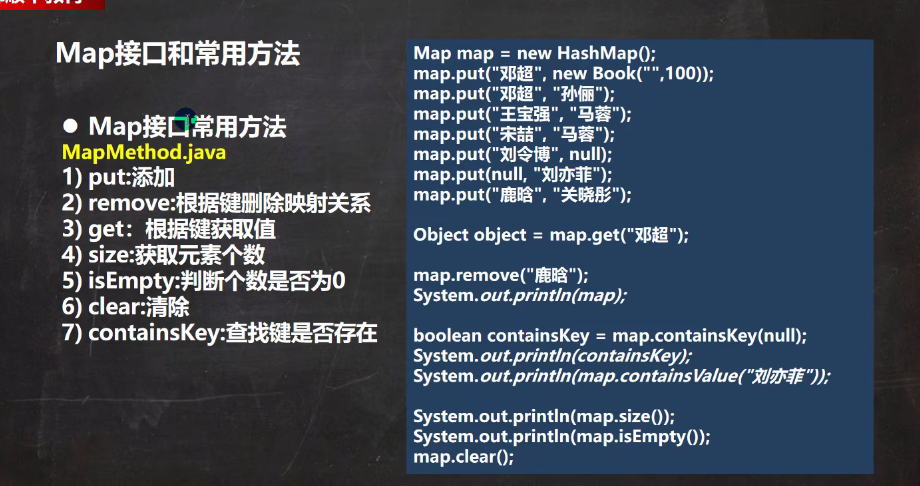 Map接口和常用方法
● Map接口常用方法
MapMethod.java
1) put:添加
2) remove:根据键删除映射关系
3) get：根据键获取值
4) size:获取元素个数
5) isEmpty:判断个数是否为0
6) clear:清除
7) containsKey:查找键是否存在
Map map = new HashMap();
map.put("邓超", new Book("",100));
map.put("邓超", "孙俪");
map.put("王宝强", "马蓉");
map.put("宋喆", "马蓉");
map.put("刘令博", null);
map.put(null, "刘亦菲");
map.put("鹿晗", "关晓彤");
Object object = map.get("邓超");
map.remove("鹿晗");
System.out.println(map);
boolean containsKey = map.containsKey(null);
System.out.println(containsKey);
System.out.println(map.containsValue("刘亦菲"));
System.out.println(map.size());
System.out.println(map.isEmpty());
map.clear();